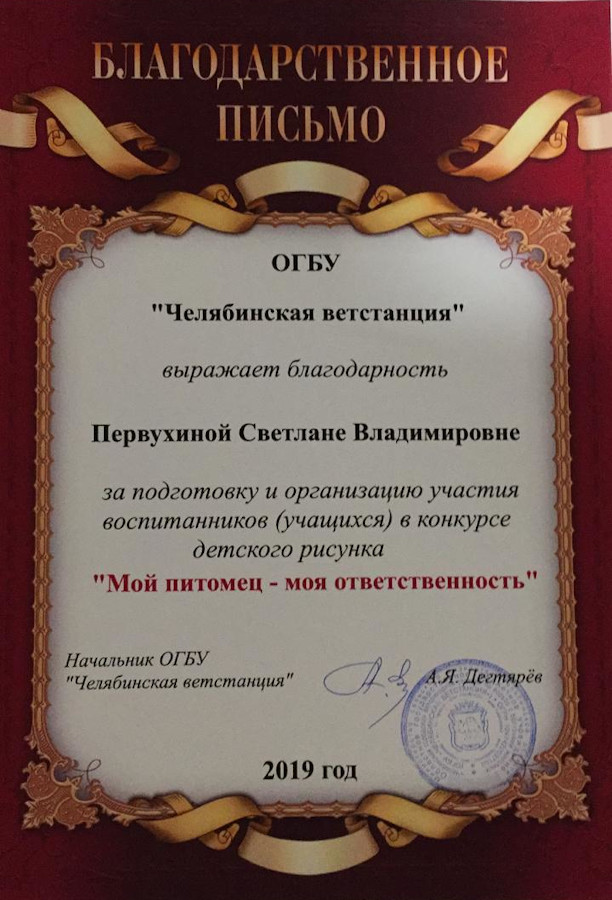 БЛАГОДАРСТВЕННОЕ
ПИСЬМО
ОГБУ
"Челябинская ветстанция"
выражает благодарность
Первухиной Светлане Владимировне
за подготовку и организацию участия
воспитанников (учащихся) в конкурсе
детского рисунка
"Мой питомец - моя ответственность"
Начальник ОГБУ
"Челябинская ветстанция"
А.Я. Дегтярёв
2019 год